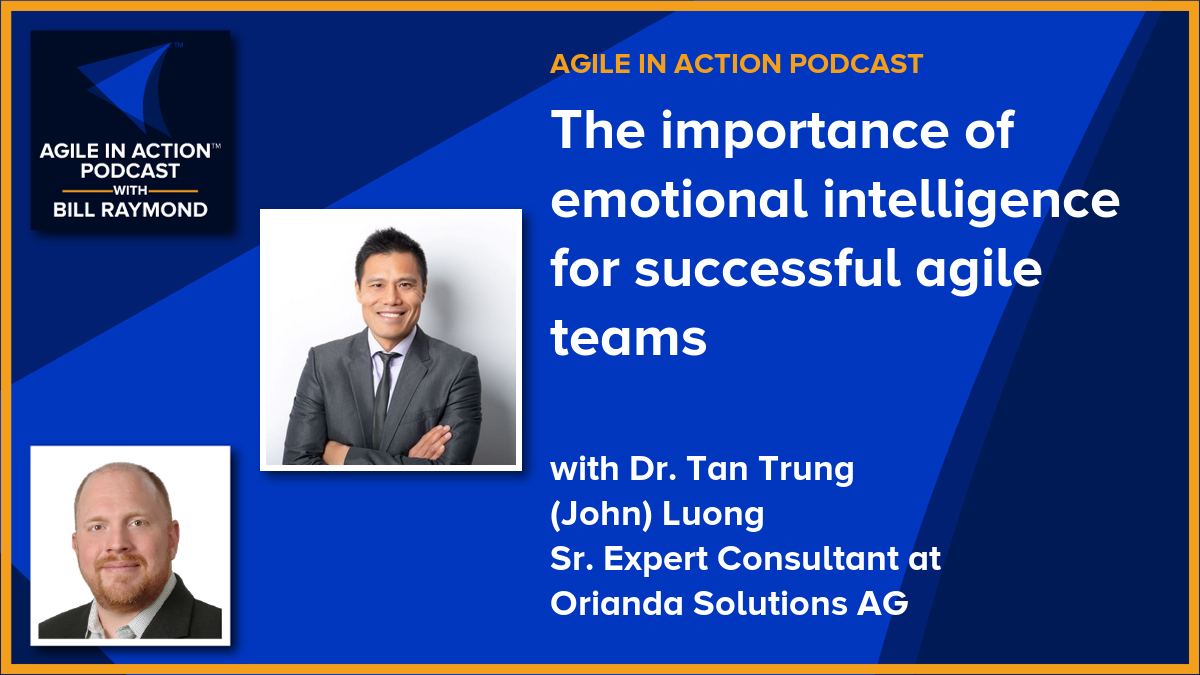 AGILE IN ACTION™
PODCAST
WITH
BILL RAYMOND
AGILE IN ACTION PODCAST
The importance of
emotional intelligence
for successful agile
teams
with Dr. Tan Trung
(John) Luong
Sr. Expert Consultant at
Orianda Solutions AG
TM